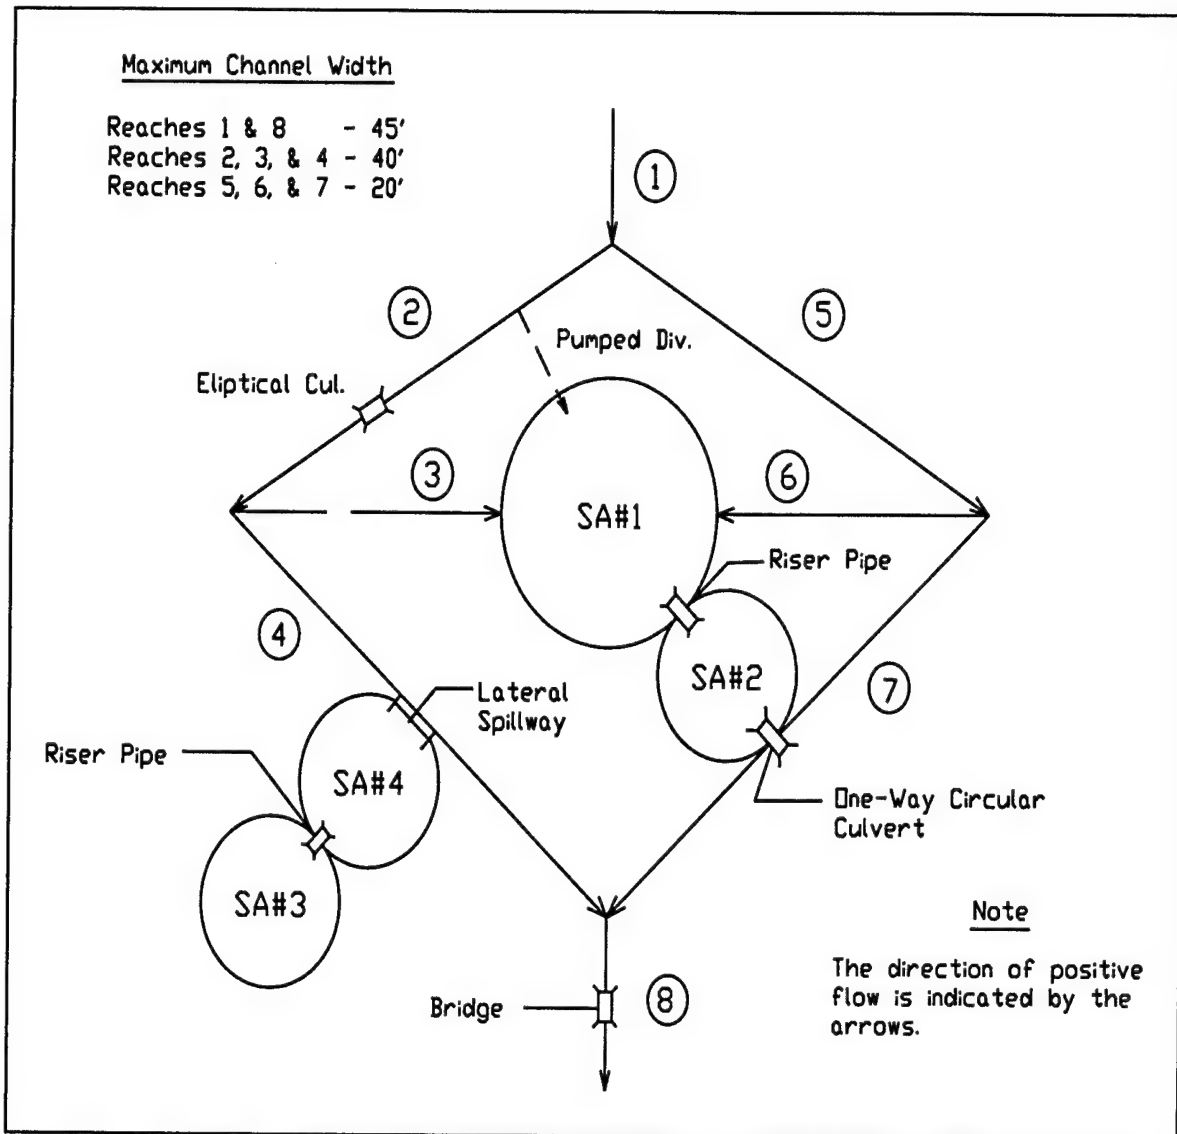 Maximum Channel Width
Reaches 1 & 8 - 45'
Reaches 2, 3, & 4 - 40'
Reaches 5, 6, & 7 - 20'
1
2
5
Pumped Div.
Eliptical Cul.
3
6
SA#1
Riser Pipe
4
SA#2
7
Lateral
Spillway
Riser Pipe
SA#4
One-Way Circular
Culvert
SA#3
Note
The direction of positive
flow is indicated by the
arrows.
Bridge
8